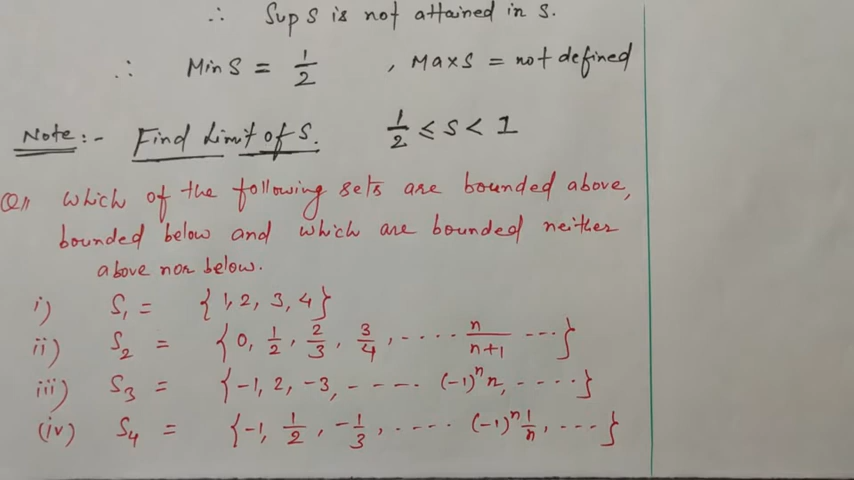 ∴ Sup S is not attained in S.
∴ Min S = 1/2 , Max S = not defined
Note:- Find Limit of S. 1/2 ≤ S < 1
Q11 Which of the following sets are bounded above,
bounded below and which are bounded neither
above nor below.
i) S₁ = {1, 2, 3, 4}
ii) S₂ = {0, 1/2, 2/3, 3/4, ---- n/(n+1) ---}
iii) S₃ = {-1, 2, -3, ----- (-1)ⁿ n, ----}
(iv) S₄ = {-1, 1/2, -1/3, ---- (-1)ⁿ 1/n, ---}